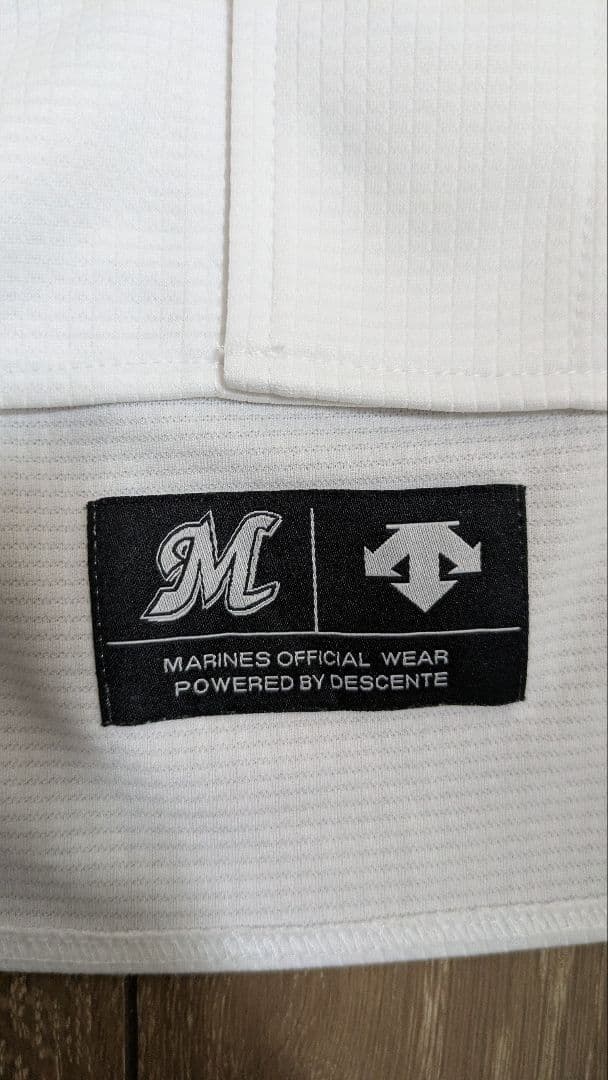 M
MARINES OFFICIAL WEAR
POWERED BY DESCENTE